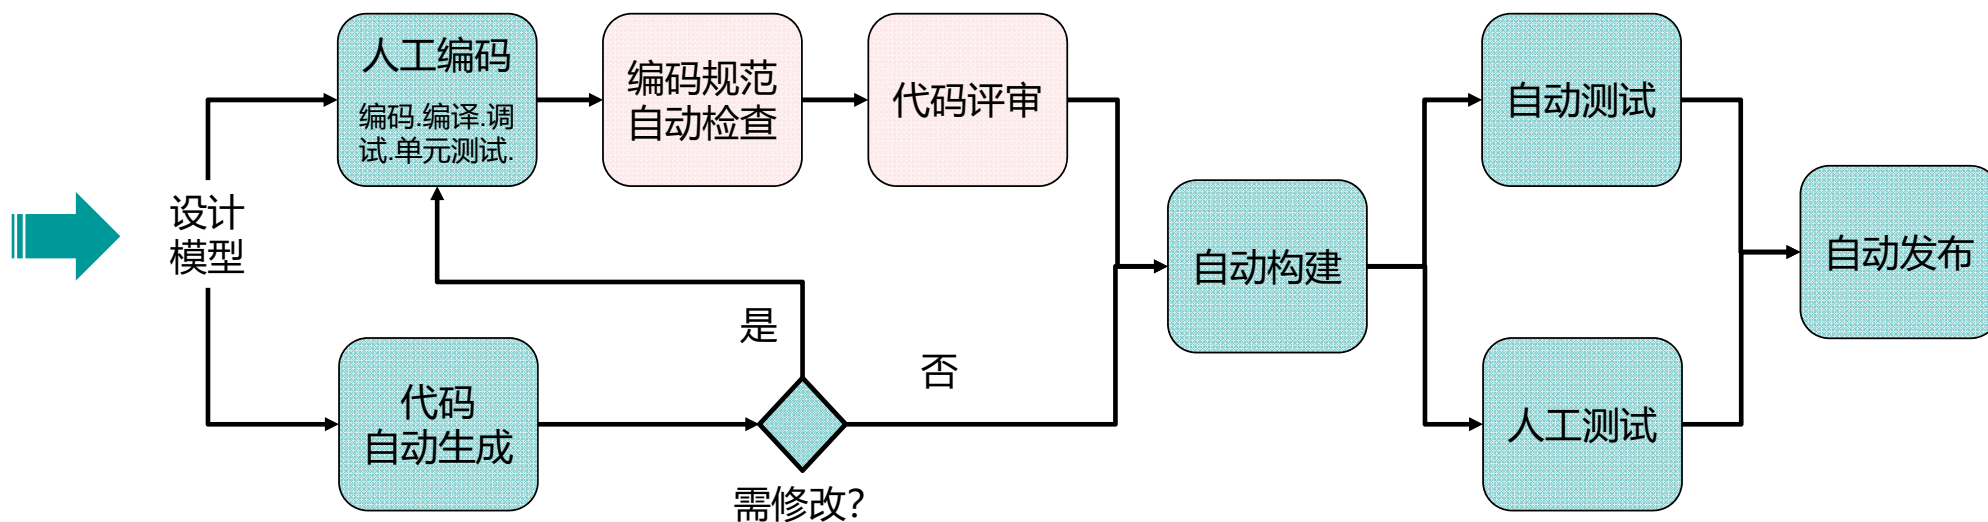 人工编码
编码.编译.调
试.单元测试.
编码规范
自动检查
代码评审
自动测试
设计
模型
自动构建
自动发布
是
否
代码
自动生成
人工测试
需修改?